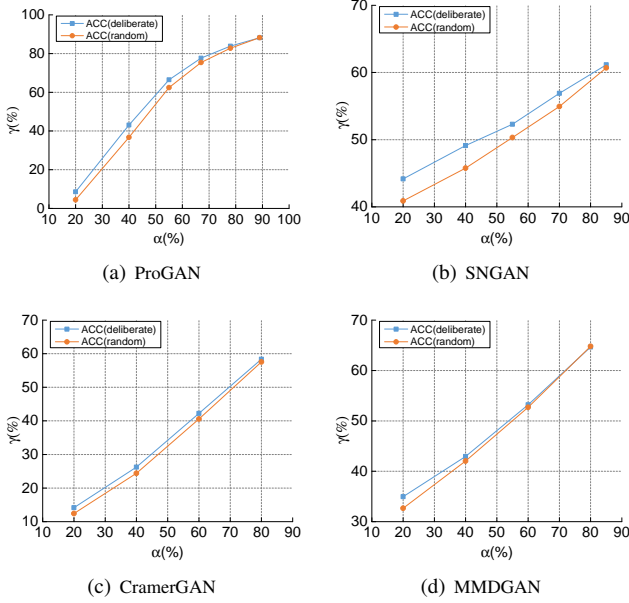 100
80
60
40
20
0
γ(%)
ACC(deliberate)
ACC(random)
10 20 30 40 50 60 70 80 90 100
α(%)
(a) ProGAN
70
60
50
40
γ(%)
ACC(deliberate)
ACC(random)
10 20 30 40 50 60 70 80 90
α(%)
(b) SNGAN
70
60
50
40
30
20
10
γ(%)
ACC(deliberate)
ACC(random)
10 20 30 40 50 60 70 80 90
α(%)
(c) CramerGAN
70
60
50
40
30
γ(%)
ACC(deliberate)
ACC(random)
10 20 30 40 50 60 70 80 90
α(%)
(d) MMDGAN